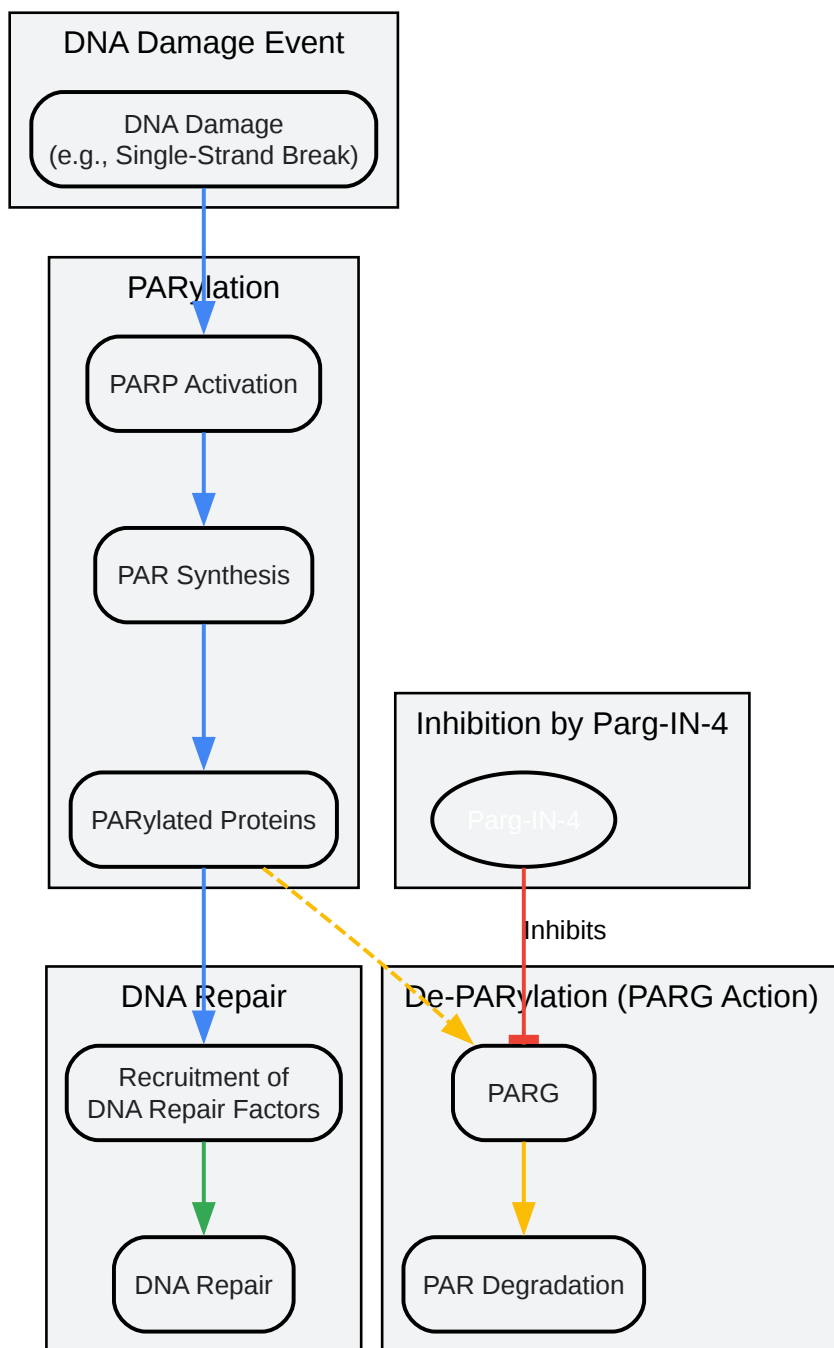 DNA Damage Event
DNA Damage
(e.g., Single-Strand Break)
PARylation
PARP Activation
PAR Synthesis
PARylated Proteins
Inhibition by Parg-IN-4
Parg-IN-4
Inhibits
DNA Repair
Recruitment of
DNA Repair Factors
DNA Repair
De-PARylation (PARG Action)
PARG
PAR Degradation